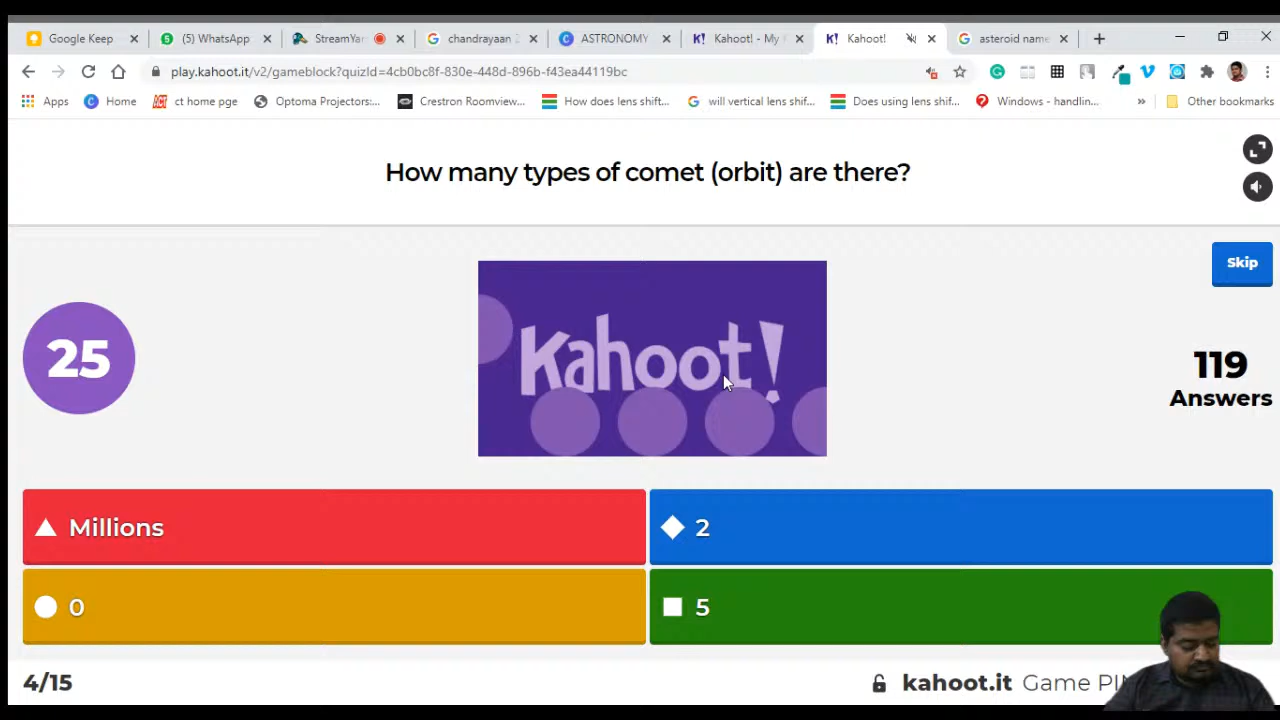 Google Keep
(5) WhatsApp
StreamYar
chandrayaan 2
ASTRONOMY
Kahoot! - My K
Kahoot!
asteroid name
play.kahoot.it/v2/gameblock?quizId=4cb0bc8f-830e-448d-896b-f43ea44119bc
Apps
Home
ct home pge
Optoma Projectors:...
Crestron Roomview...
How does lens shift...
will vertical lens shif...
Does using lens shif...
Windows - handlin...
»
Other bookmarks
How many types of comet (orbit) are there?
Skip
25
Kahoot!
119
Answers
Millions
2
0
5
4/15
kahoot.it Game PIN